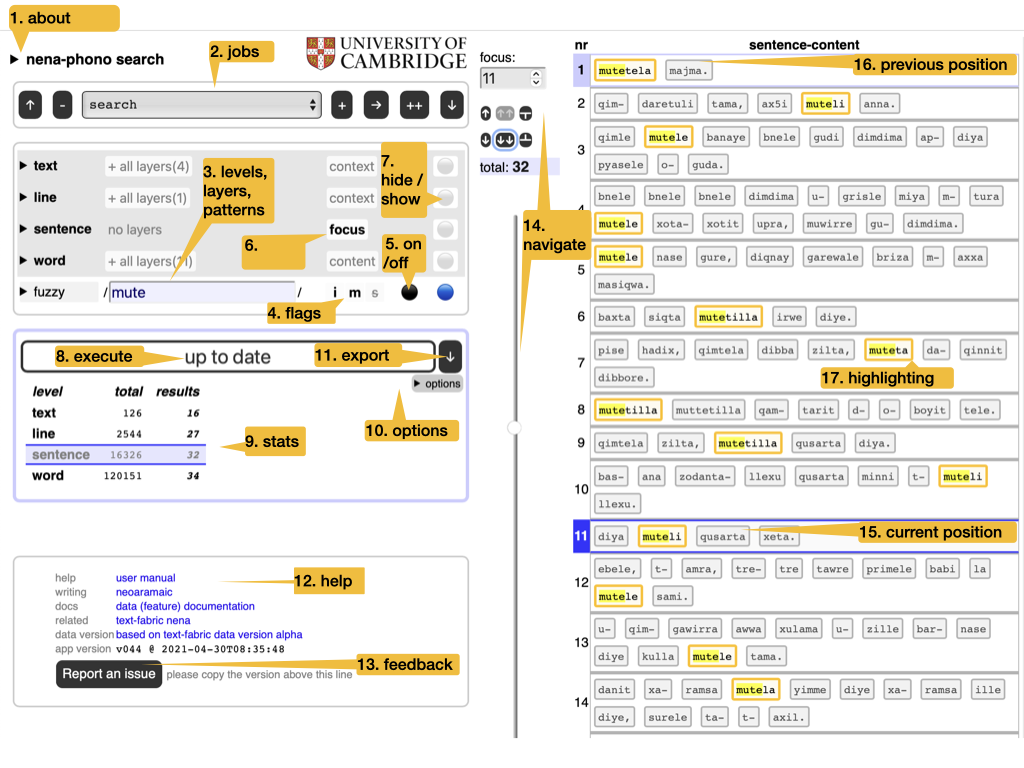 1. about
nena-phono search
2. jobs
UNIVERSITY OF
CAMBRIDGE
↑ - search + → ++ ↓
text + all layers(4) context
line + all layers(1) context
sentence no layers focus
word + all layers(11) content
fuzzy / mute / i m s
3. levels,
layers,
patterns
7.
hide /
show
6.
5. on
/off
4. flags
8. execute up to date 11. export ↓
options
10. options
level total results
text 126 16
line 2544 27
sentence 16326 32
word 120151 34
9. stats
help user manual
writing neoaramaic
docs data (feature) documentation
related text-fabric nena
data version based on text-fabric data version alpha
app version v044 @ 2021-04-30T08:35:48
Report an issue please copy the version above this line
12. help
13. feedback
focus:
11
total: 32
14.
navigate
nr sentence-content
1 mutetela majma.
16. previous position
2 qim- daretuli tama, ax5i muteli anna.
3 qimle mutele banaye bnele gudi dimdima ap- diya
pyasele o- guda.
4 bnele bnele bnele dimdima u- grisle miya m- tura
mutele xota- xotit upra, muwirre gu- dimdima.
5 mutele nase gure, diqnay garewale briza m- axxa
masiqwa.
6 baxta siqta mutetilla irwe diye.
7 pise hadix, qimtela dibba zilta, muteta da- qinnit
dibbore.
17. highlighting
8 mutetilla muttetilla qam- tarit d- o- boyit tele.
9 qimtela zilta, mutetilla qusarta diya.
10 bas- ana zodanta- llexu qusarta minni t- muteli
llexu.
11 diya muteli qusarta xeta.
15. current position
12 ebele, t- amra, tre- tre tawre primele babi la
mutele sami.
13 u- qim- gawirra awwa xulama u- zille bar- nase
diye kulla mutele tama.
14 danit xa- ramsa mutela yimme diye xa- ramsa ille
diye, surele ta- t- axil.